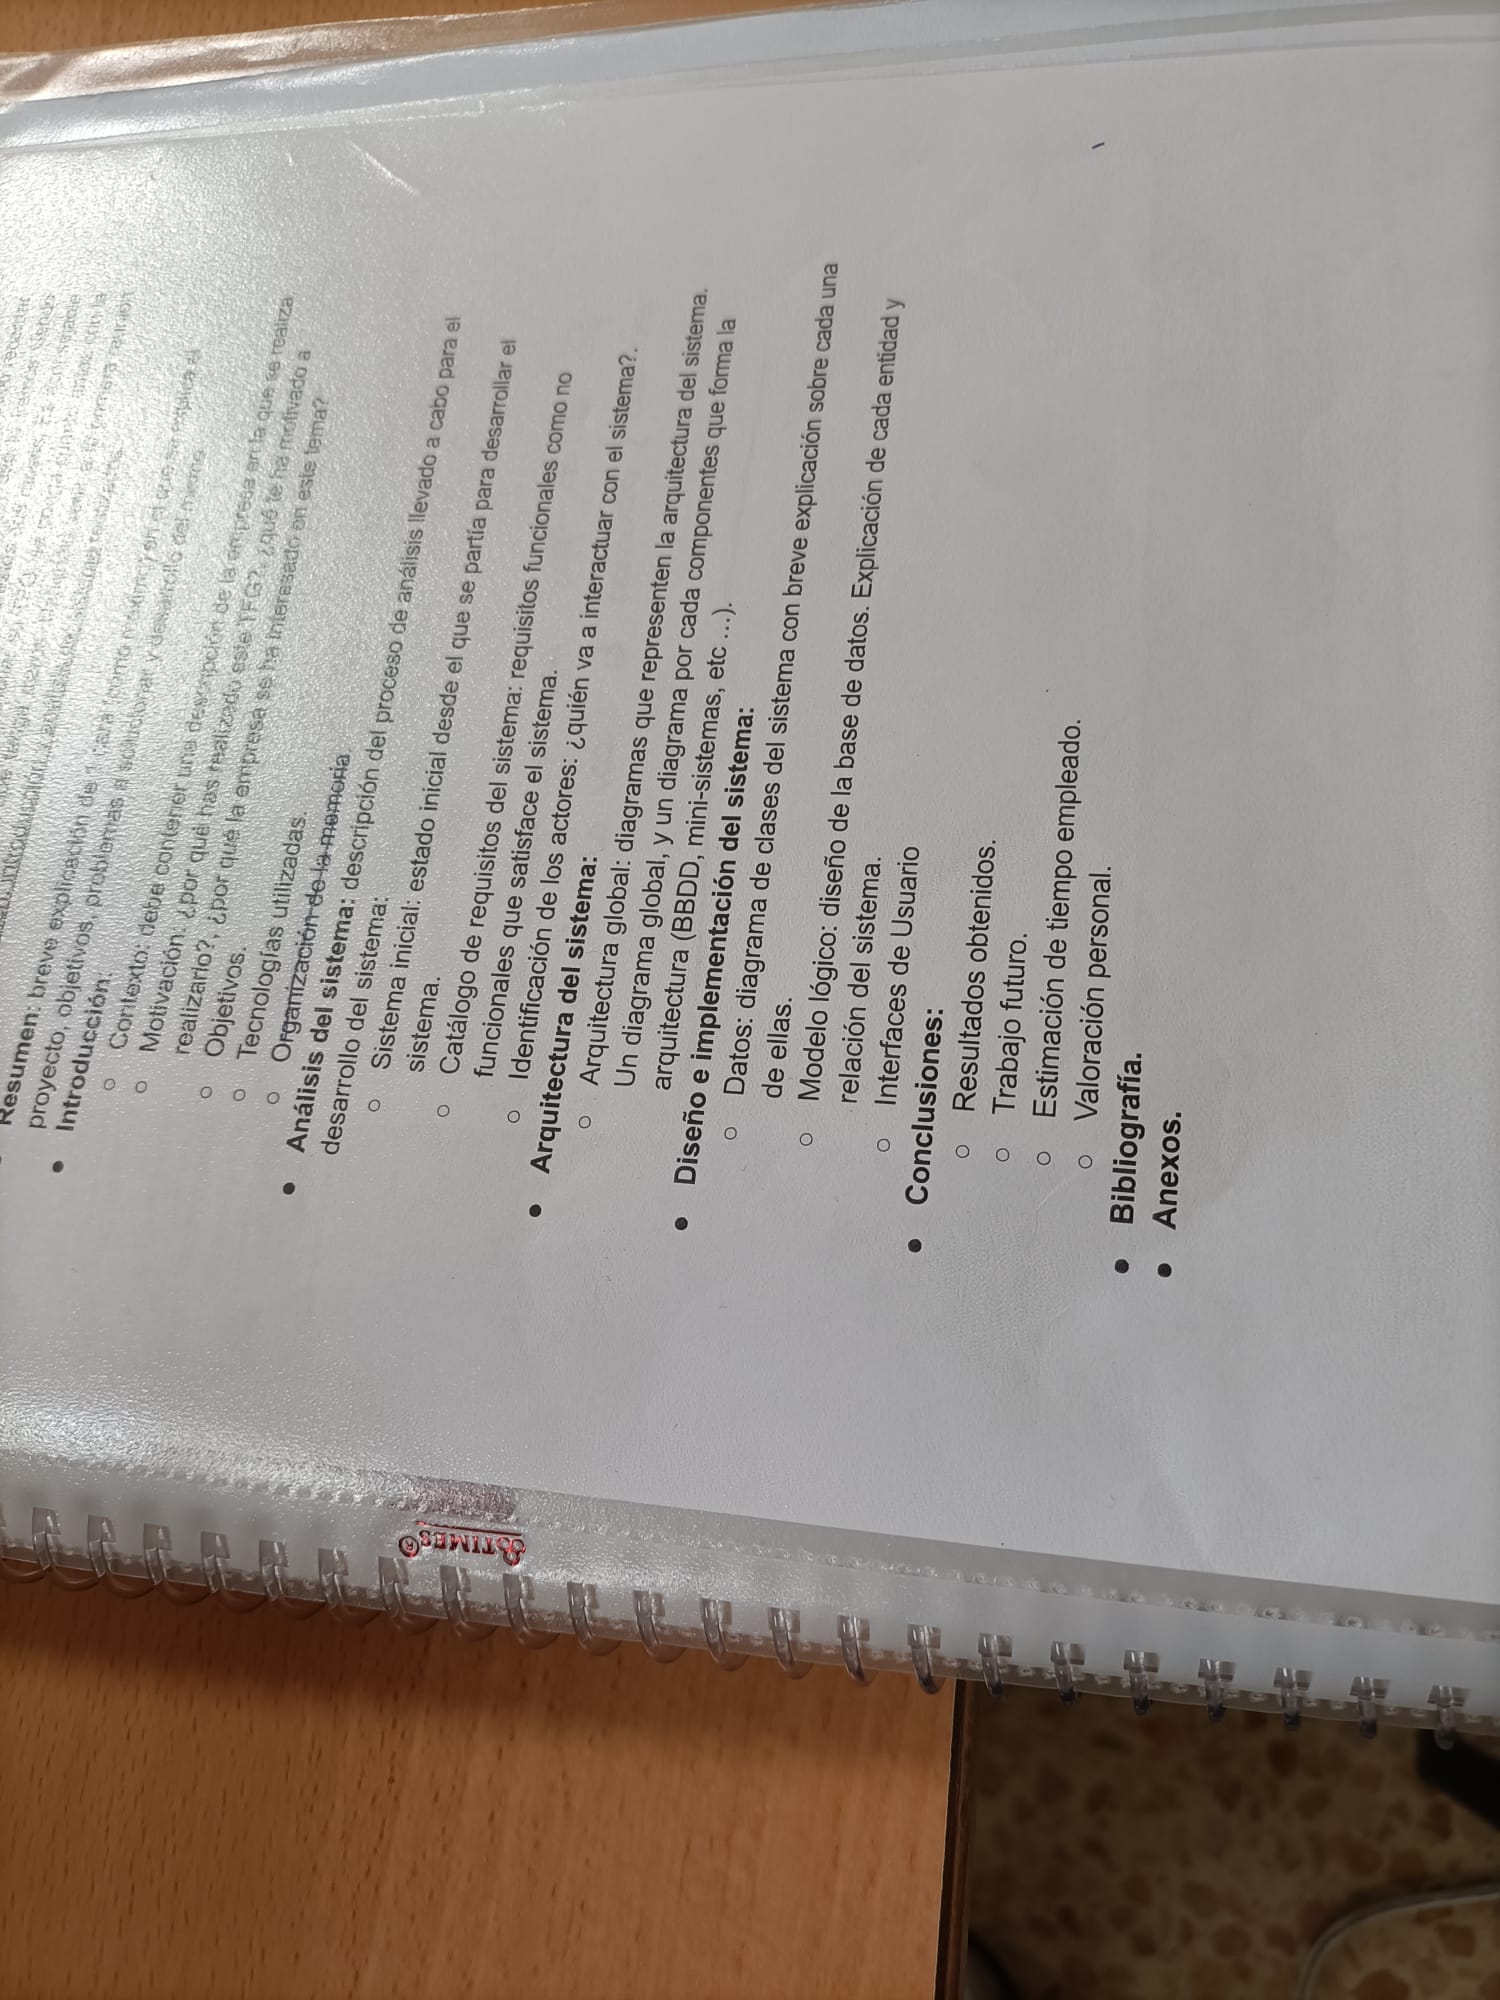 Resumen: breve explicación de 1 cara (como máximo) en el que se explica el
proyecto, objetivos, problemas a solucionar y desarrollo del mismo.
Introducción:
Contexto: debe contener una descripción de la empresa en la que se realiza
Motivación: ¿por qué has realizado este TFG?, ¿qué te ha motivado a
realizarlo?, ¿por qué la empresa se ha interesado en este tema?
Objetivos.
Tecnologías utilizadas.
Organización de la memoria.
Análisis del sistema: descripción del proceso de análisis llevado a cabo para el
desarrollo del sistema:
Sistema inicial: estado inicial desde el que se partía para desarrollar el
sistema.
Catálogo de requisitos del sistema: requisitos funcionales como no
funcionales que satisface el sistema.
Identificación de los actores: ¿quién va a interactuar con el sistema?.
Arquitectura del sistema:
Arquitectura global: diagramas que representen la arquitectura del sistema.
Un diagrama global, y un diagrama por cada componentes que forma la
arquitectura (BBDD, mini-sistemas, etc ...).
Diseño e implementación del sistema:
Datos: diagrama de clases del sistema con breve explicación sobre cada una
de ellas.
Modelo lógico: diseño de la base de datos. Explicación de cada entidad y
relación del sistema.
Interfaces de Usuario
Conclusiones:
Resultados obtenidos.
Trabajo futuro.
Estimación de tiempo empleado.
Valoración personal.
Bibliografía.
Anexos.